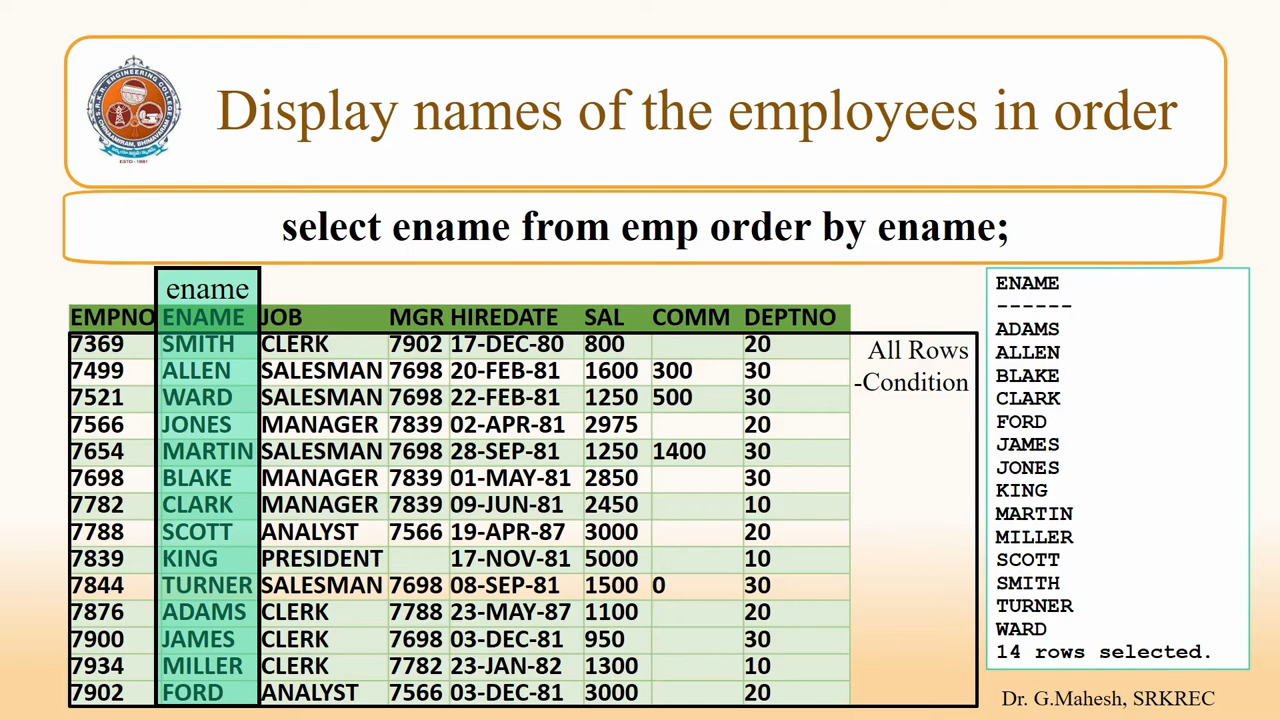 S.R.K.R. ENGINEERING COLLEGE
ESTD - 1980
Display names of the employees in order
select ename from emp order by ename;
ename
EMPNO ENAME JOB MGR HIREDATE SAL COMM DEPTNO
7369 SMITH CLERK 7902 17-DEC-80 800 20
7499 ALLEN SALESMAN 7698 20-FEB-81 1600 300 30
7521 WARD SALESMAN 7698 22-FEB-81 1250 500 30
7566 JONES MANAGER 7839 02-APR-81 2975 20
7654 MARTIN SALESMAN 7698 28-SEP-81 1250 1400 30
7698 BLAKE MANAGER 7839 01-MAY-81 2850 30
7782 CLARK MANAGER 7839 09-JUN-81 2450 10
7788 SCOTT ANALYST 7566 19-APR-87 3000 20
7839 KING PRESIDENT 17-NOV-81 5000 10
7844 TURNER SALESMAN 7698 08-SEP-81 1500 0 30
7876 ADAMS CLERK 7788 23-MAY-87 1100 20
7900 JAMES CLERK 7698 03-DEC-81 950 30
7934 MILLER CLERK 7782 23-JAN-82 1300 10
7902 FORD ANALYST 7566 03-DEC-81 3000 20
All Rows
-Condition
ENAME
------
ADAMS
ALLEN
BLAKE
CLARK
FORD
JAMES
JONES
KING
MARTIN
MILLER
SCOTT
SMITH
TURNER
WARD
14 rows selected.
Dr. G.Mahesh, SRKREC